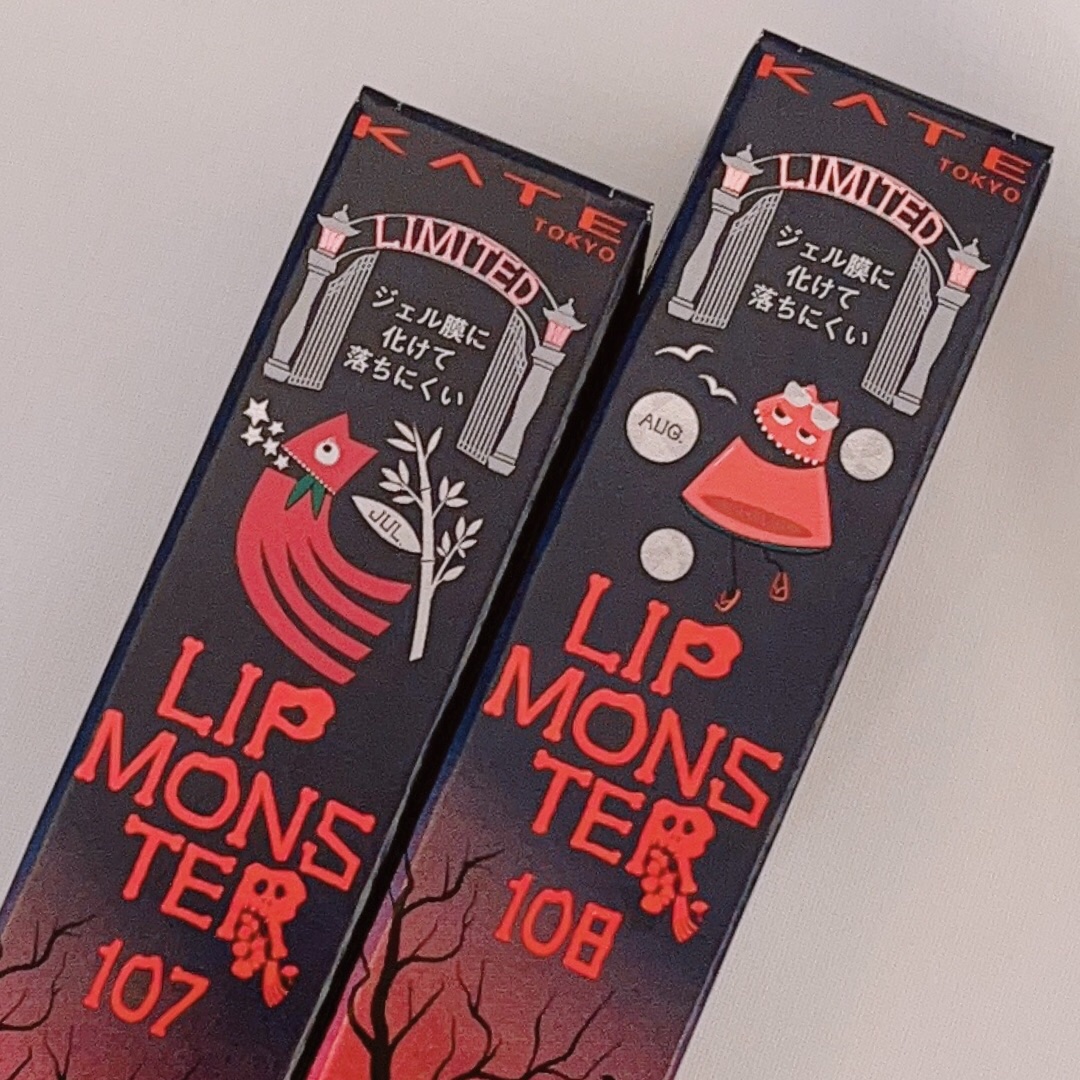 KATE
TOKYO
LIMITED
ジェル膜に
化けて
落ちにくい
JUL.
LIP
MONS
TER
107
KATE
TOKYO
LIMITED
ジェル膜に
化けて
落ちにくい
AUG.
LIP
MONS
TER
108